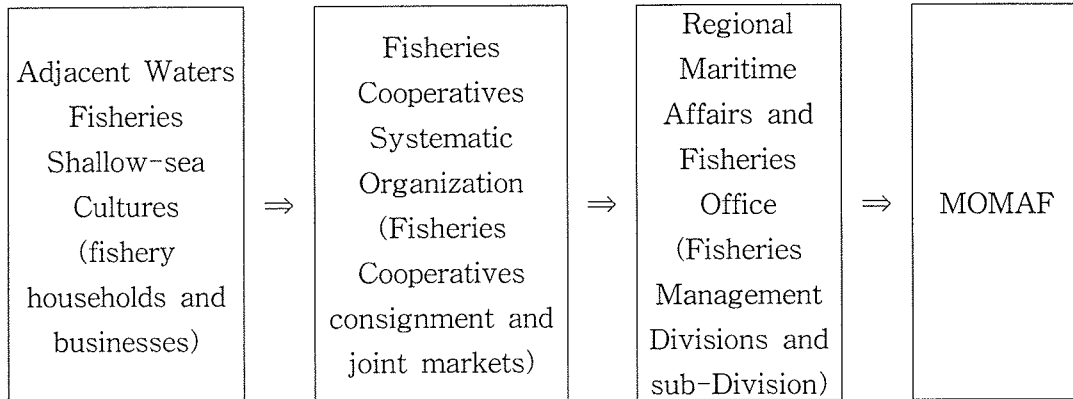 Adjacent Waters
Fisheries
Shallow-sea
Cultures
(fishery
households and
businesses)
⇒
Fisheries
Cooperatives
Systematic
Organization
(Fisheries
Cooperatives
consignment and
joint markets)
⇒
Regional
Maritime
Affairs and
Fisheries
Office
(Fisheries
Management
Divisions and
sub-Division)
⇒
MOMAF